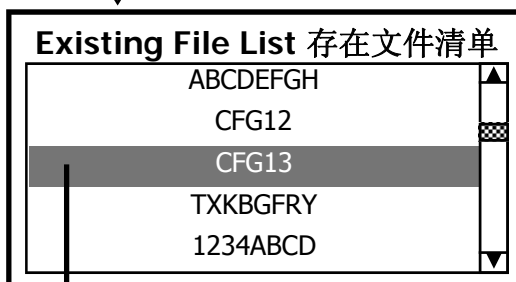 Existing File List 存在文件清单
ABCDEFGH
CFG12
CFG13
TXKBGFRY
1234ABCD